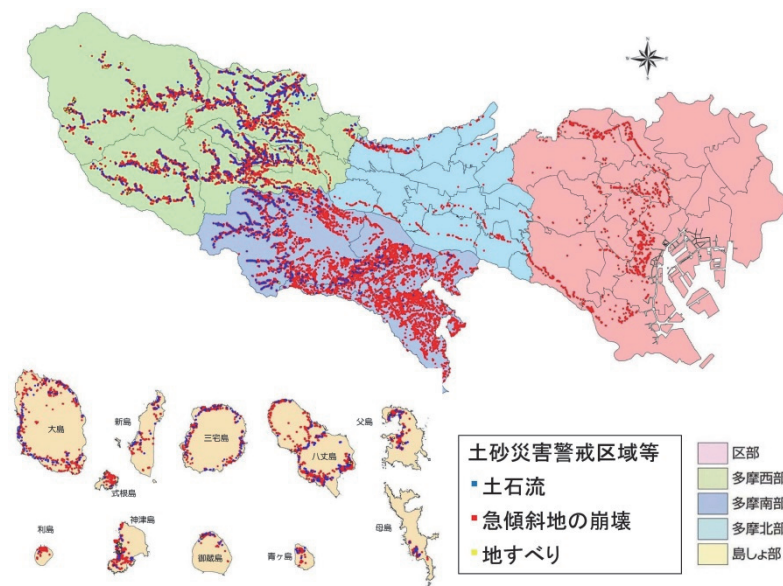 大島
新島
三宅島
八丈島
父島
式根島
利島
神津島
御蔵島
青ヶ島
母島
土砂災害警戒区域等
土石流
急傾斜地の崩壊
地すべり
区部
多摩西部
多摩南部
多摩北部
島しょ部